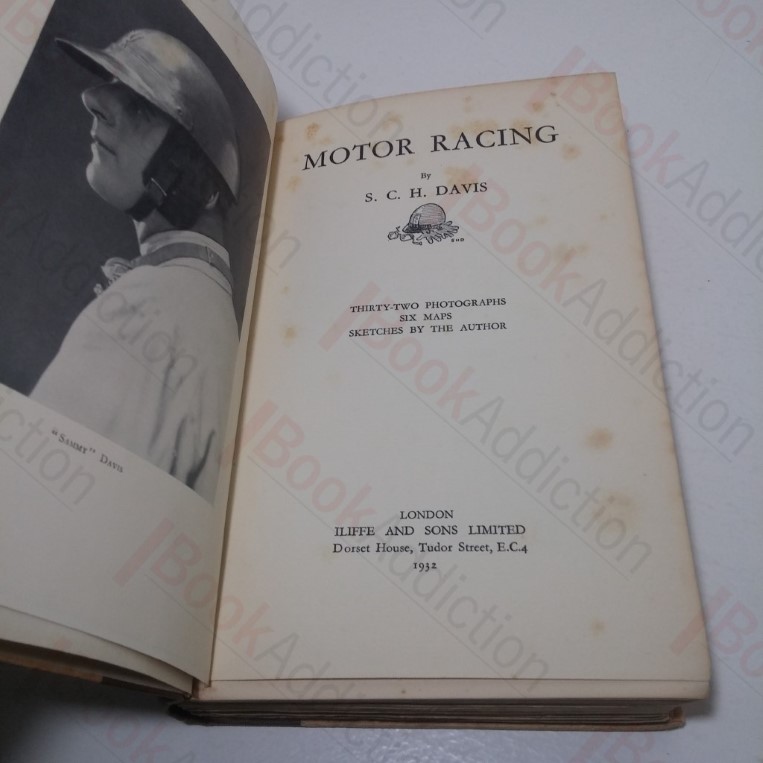 "SAMMY" DAVIS
MOTOR RACING
By
S. C. H. DAVIS
THIRTY-TWO PHOTOGRAPHS
SIX MAPS
SKETCHES BY THE AUTHOR
LONDON
ILIFFE AND SONS LIMITED
Dorset House, Tudor Street, E.C.4
1932
BookAddiction